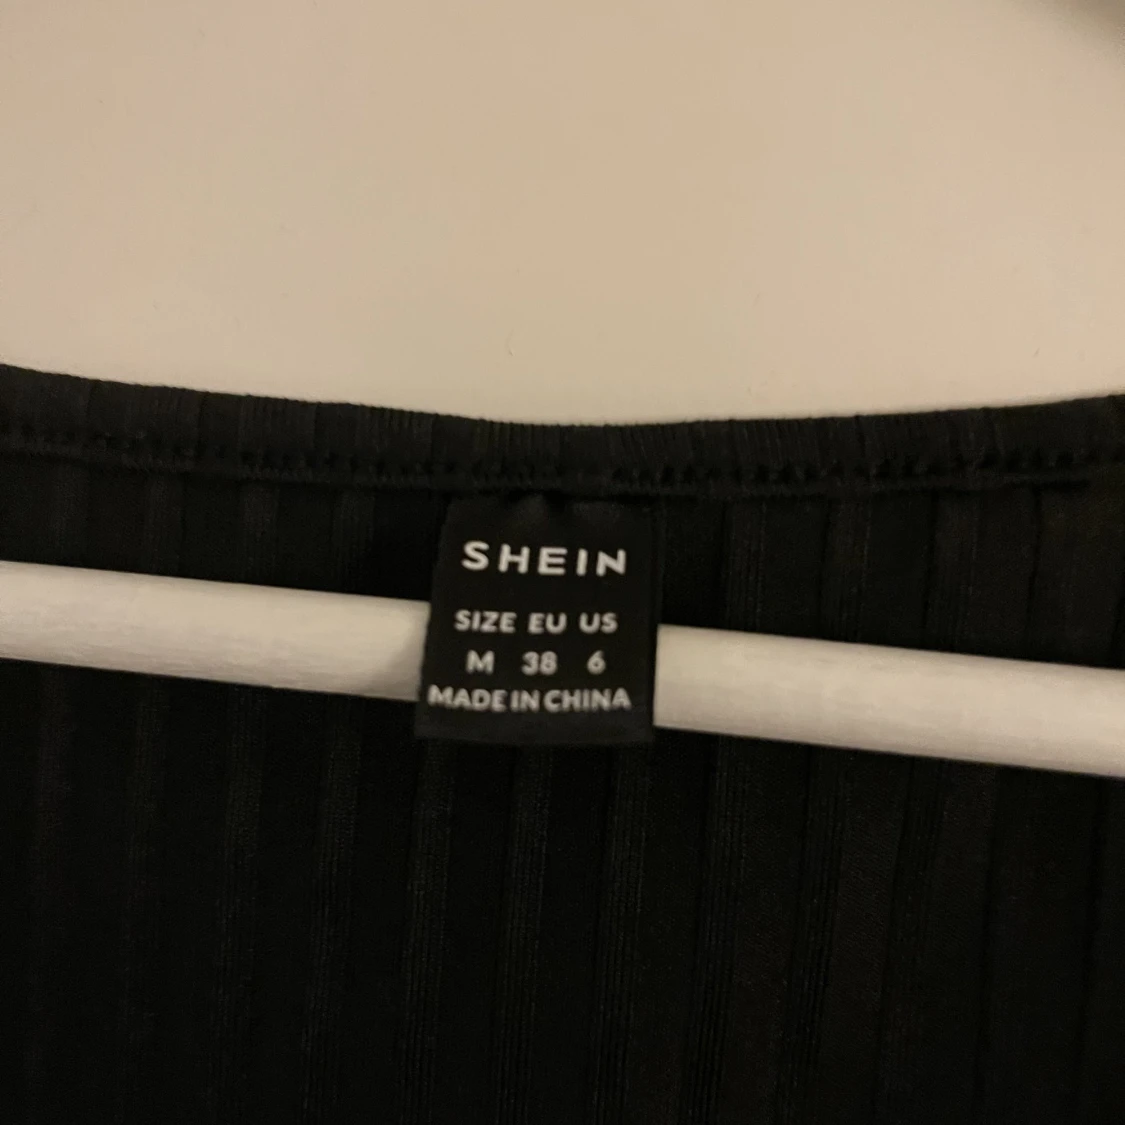 SHEIN
SIZE EU US
M 38 6
MADE IN CHINA